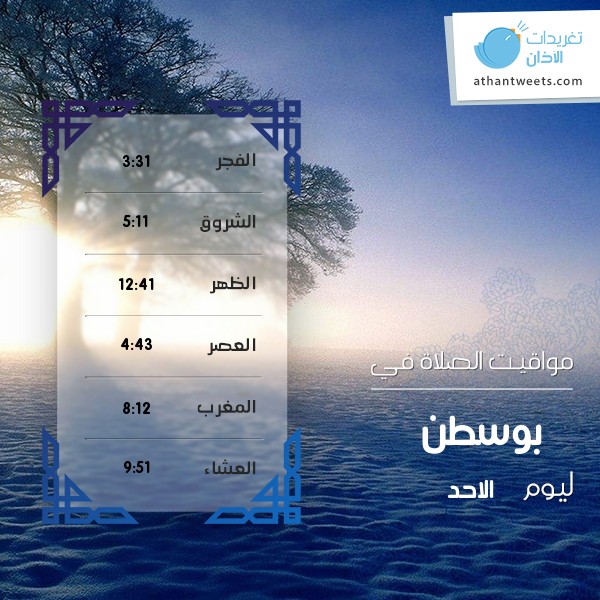 تغريدات
الآذان
athantweets.com
الفجر 3:31
الشروق 5:11
الظهر 12:41
العصر 4:43
المغرب 8:12
العشاء 9:51
مواقيت الصلاة في
بوسطن
ليوم الاحد